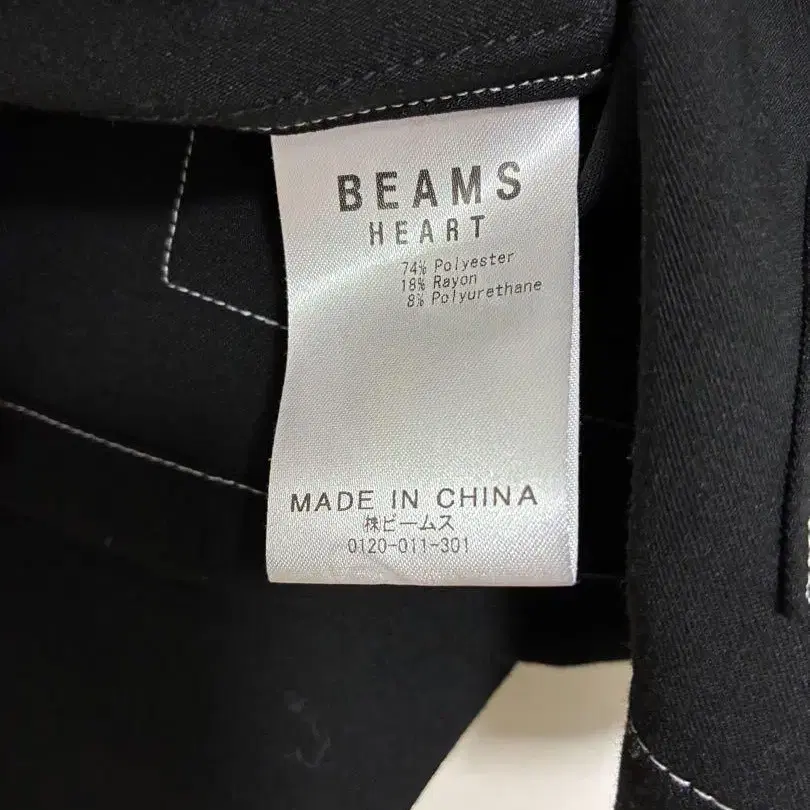 BEAMS
HEART
74% Polyester
18% Rayon
8% Polyurethane
MADE IN CHINA
㈱ビームス
0120-011-301